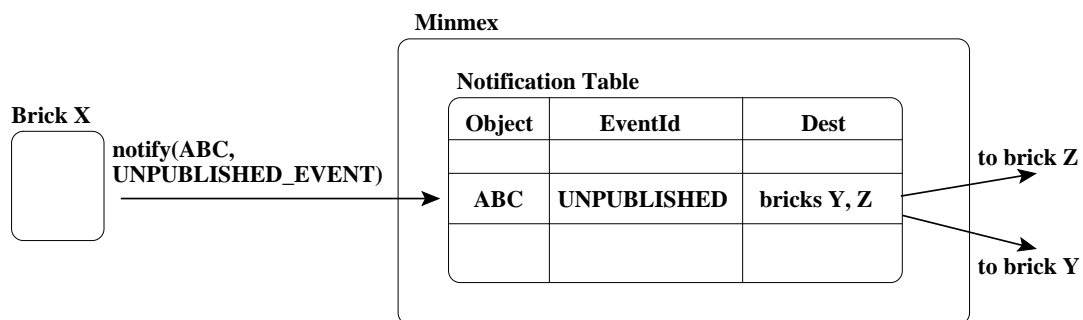 Minmex
Notification Table
Brick X
Object EventId Dest
notify(ABC,
UNPUBLISHED_EVENT)
ABC UNPUBLISHED bricks Y, Z
to brick Z
to brick Y